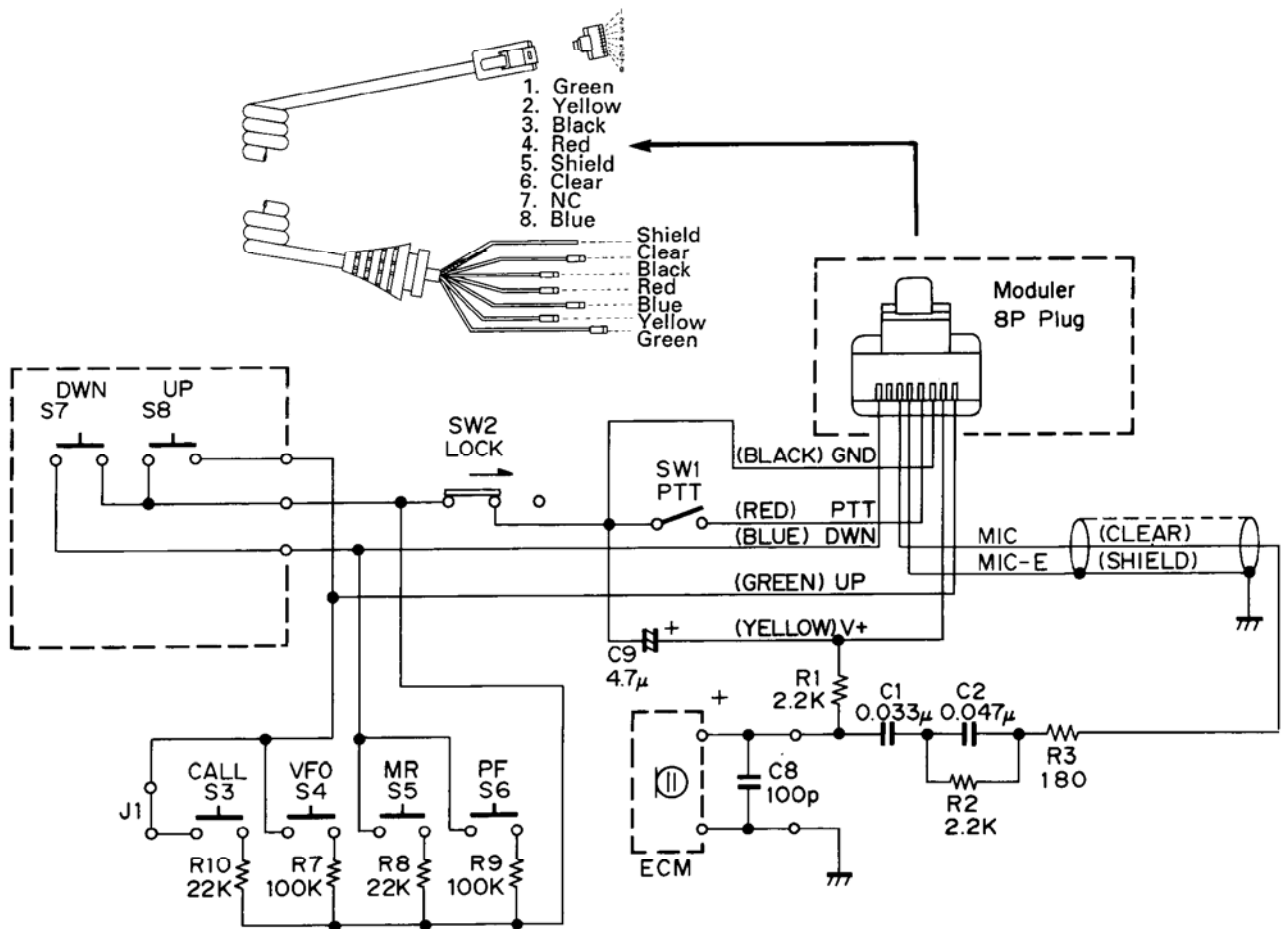 1. Green
2. Yellow
3. Black
4. Red
5. Shield
6. Clear
7. NC
8. Blue
Shield
Clear
Black
Red
Blue
Yellow
Green
Moduler
8P Plug
DWN
S7
UP
S8
SW2
LOCK
SW1
PTT
(BLACK) GND
(RED) PTT
(BLUE) DWN
(GREEN) UP
(YELLOW) V+
MIC
(CLEAR)
MIC-E
(SHIELD)
+
C9
4.7μ
R1
2.2K
C1
0.033μ
C2
0.047μ
R3
180
R2
2.2K
+
C8
100p
ECM
J1
CALL
S3
VFO
S4
MR
S5
PF
S6
R10
22K
R7
100K
R8
22K
R9
100K